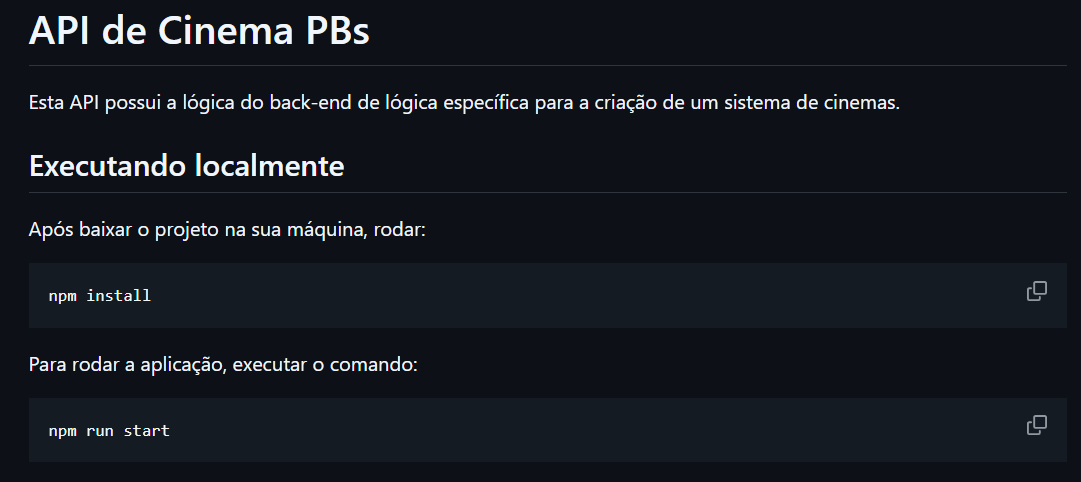 API de Cinema PBs
Esta API possui a lógica do back-end de lógica específica para a criação de um sistema de cinemas.
Executando localmente
Após baixar o projeto na sua máquina, rodar:
npm install
Para rodar a aplicação, executar o comando:
npm run start